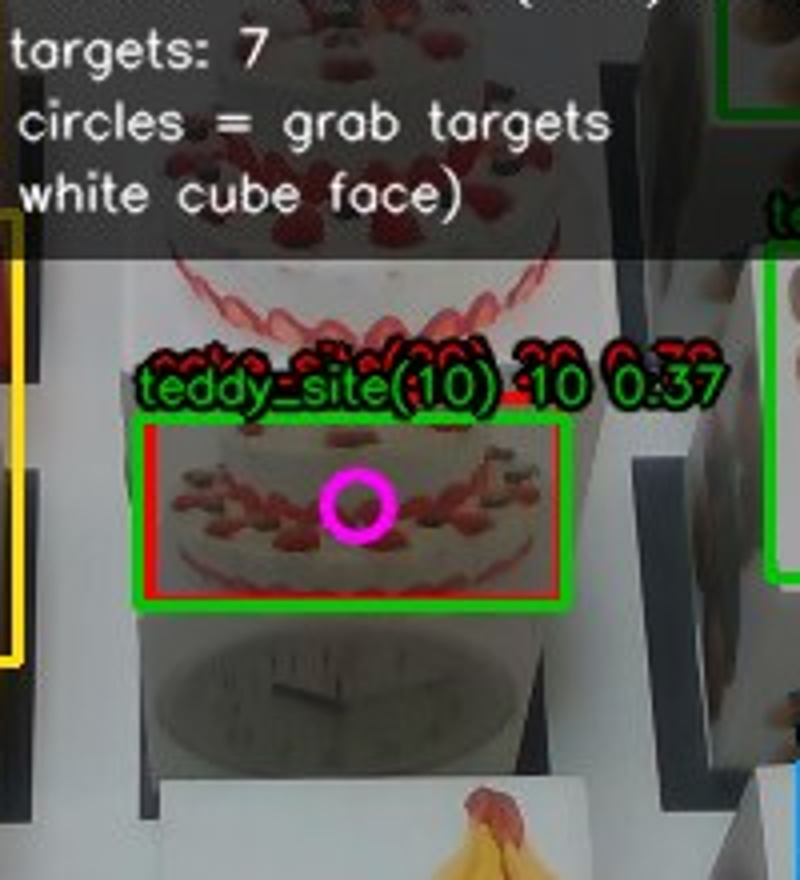 targets: 7
circles = grab targets
white cube face)
teddy_site(10) 10 0.37